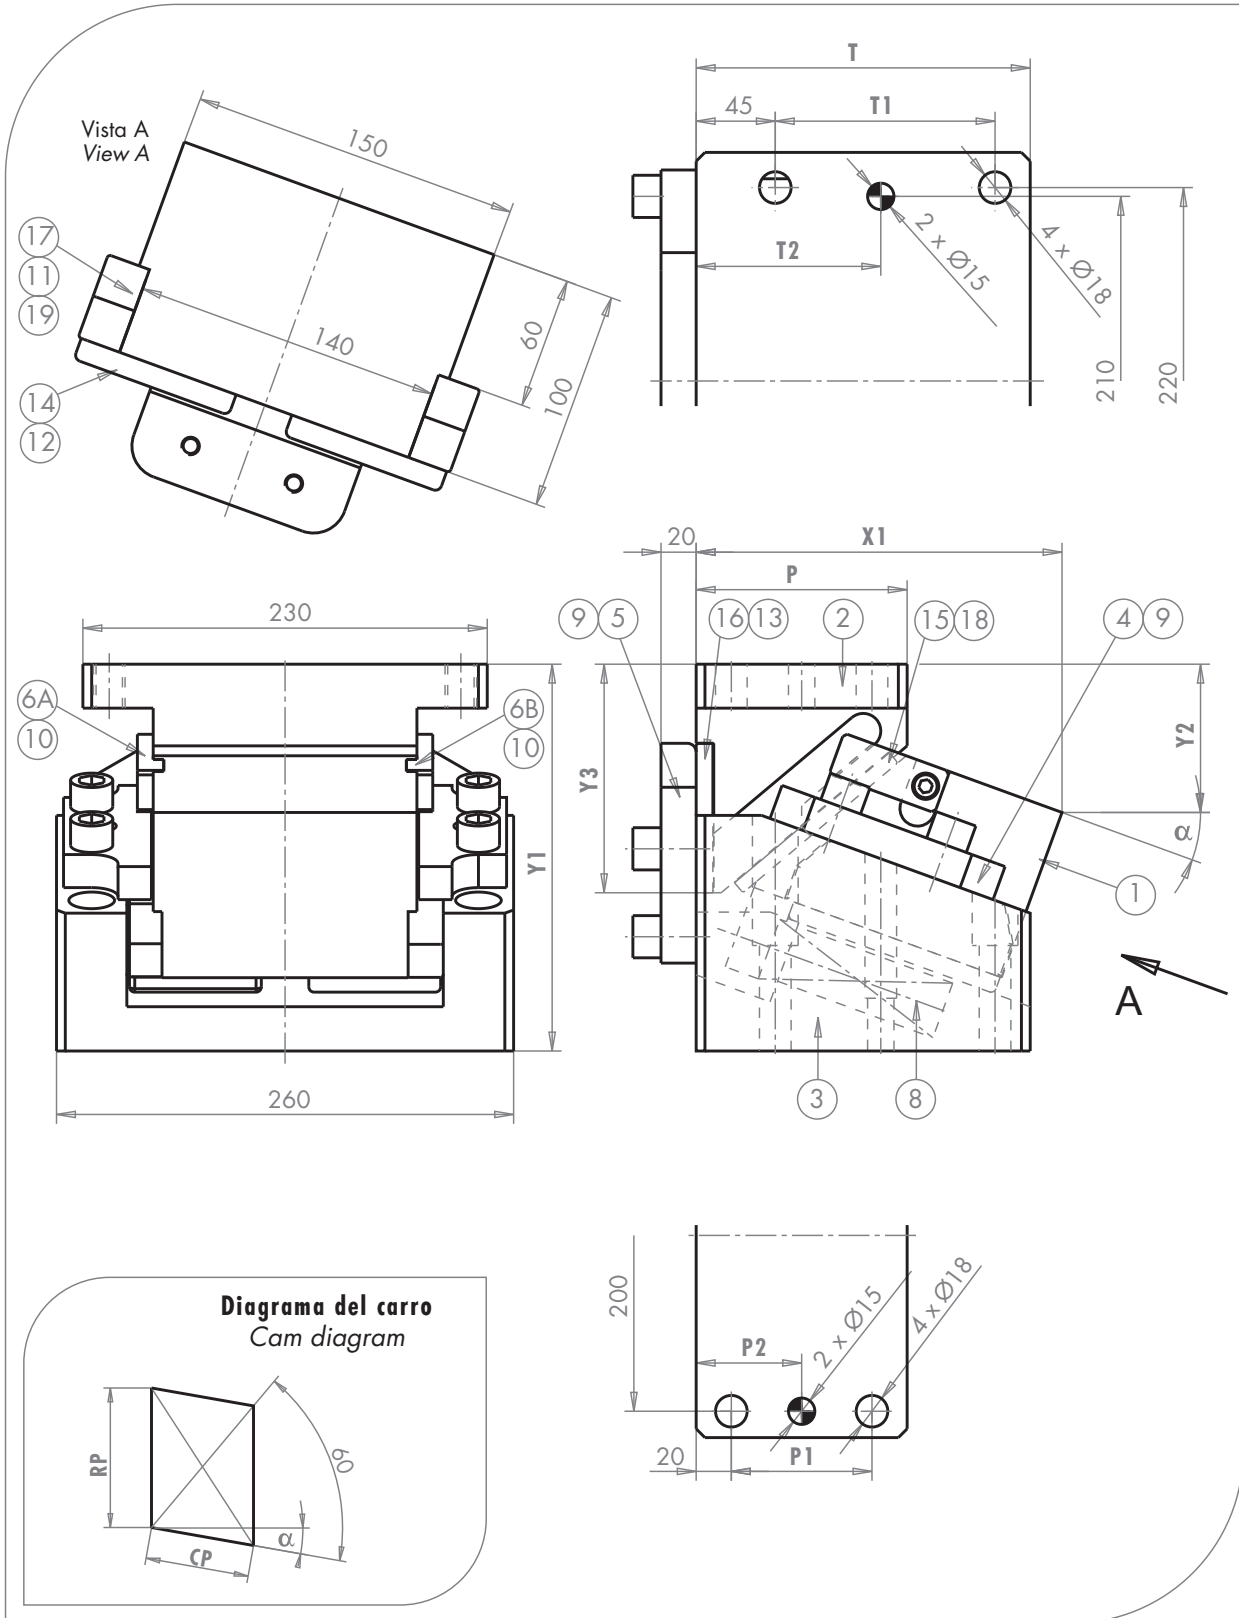 Vista A
View A
150
140
60
100
17
11
19
14
12
T
45
T1
T2
2 x Ø15
4 x Ø18
210
220
230
6A
10
6B
10
Y1
260
20
X1
P
9
5
16
13
2
15
18
4
9
Y3
Y2
α
1
A
3
8
200
P2
2 x Ø15
4 x Ø18
20
P1
Diagrama del carro
Cam diagram
RP
60
α
CP